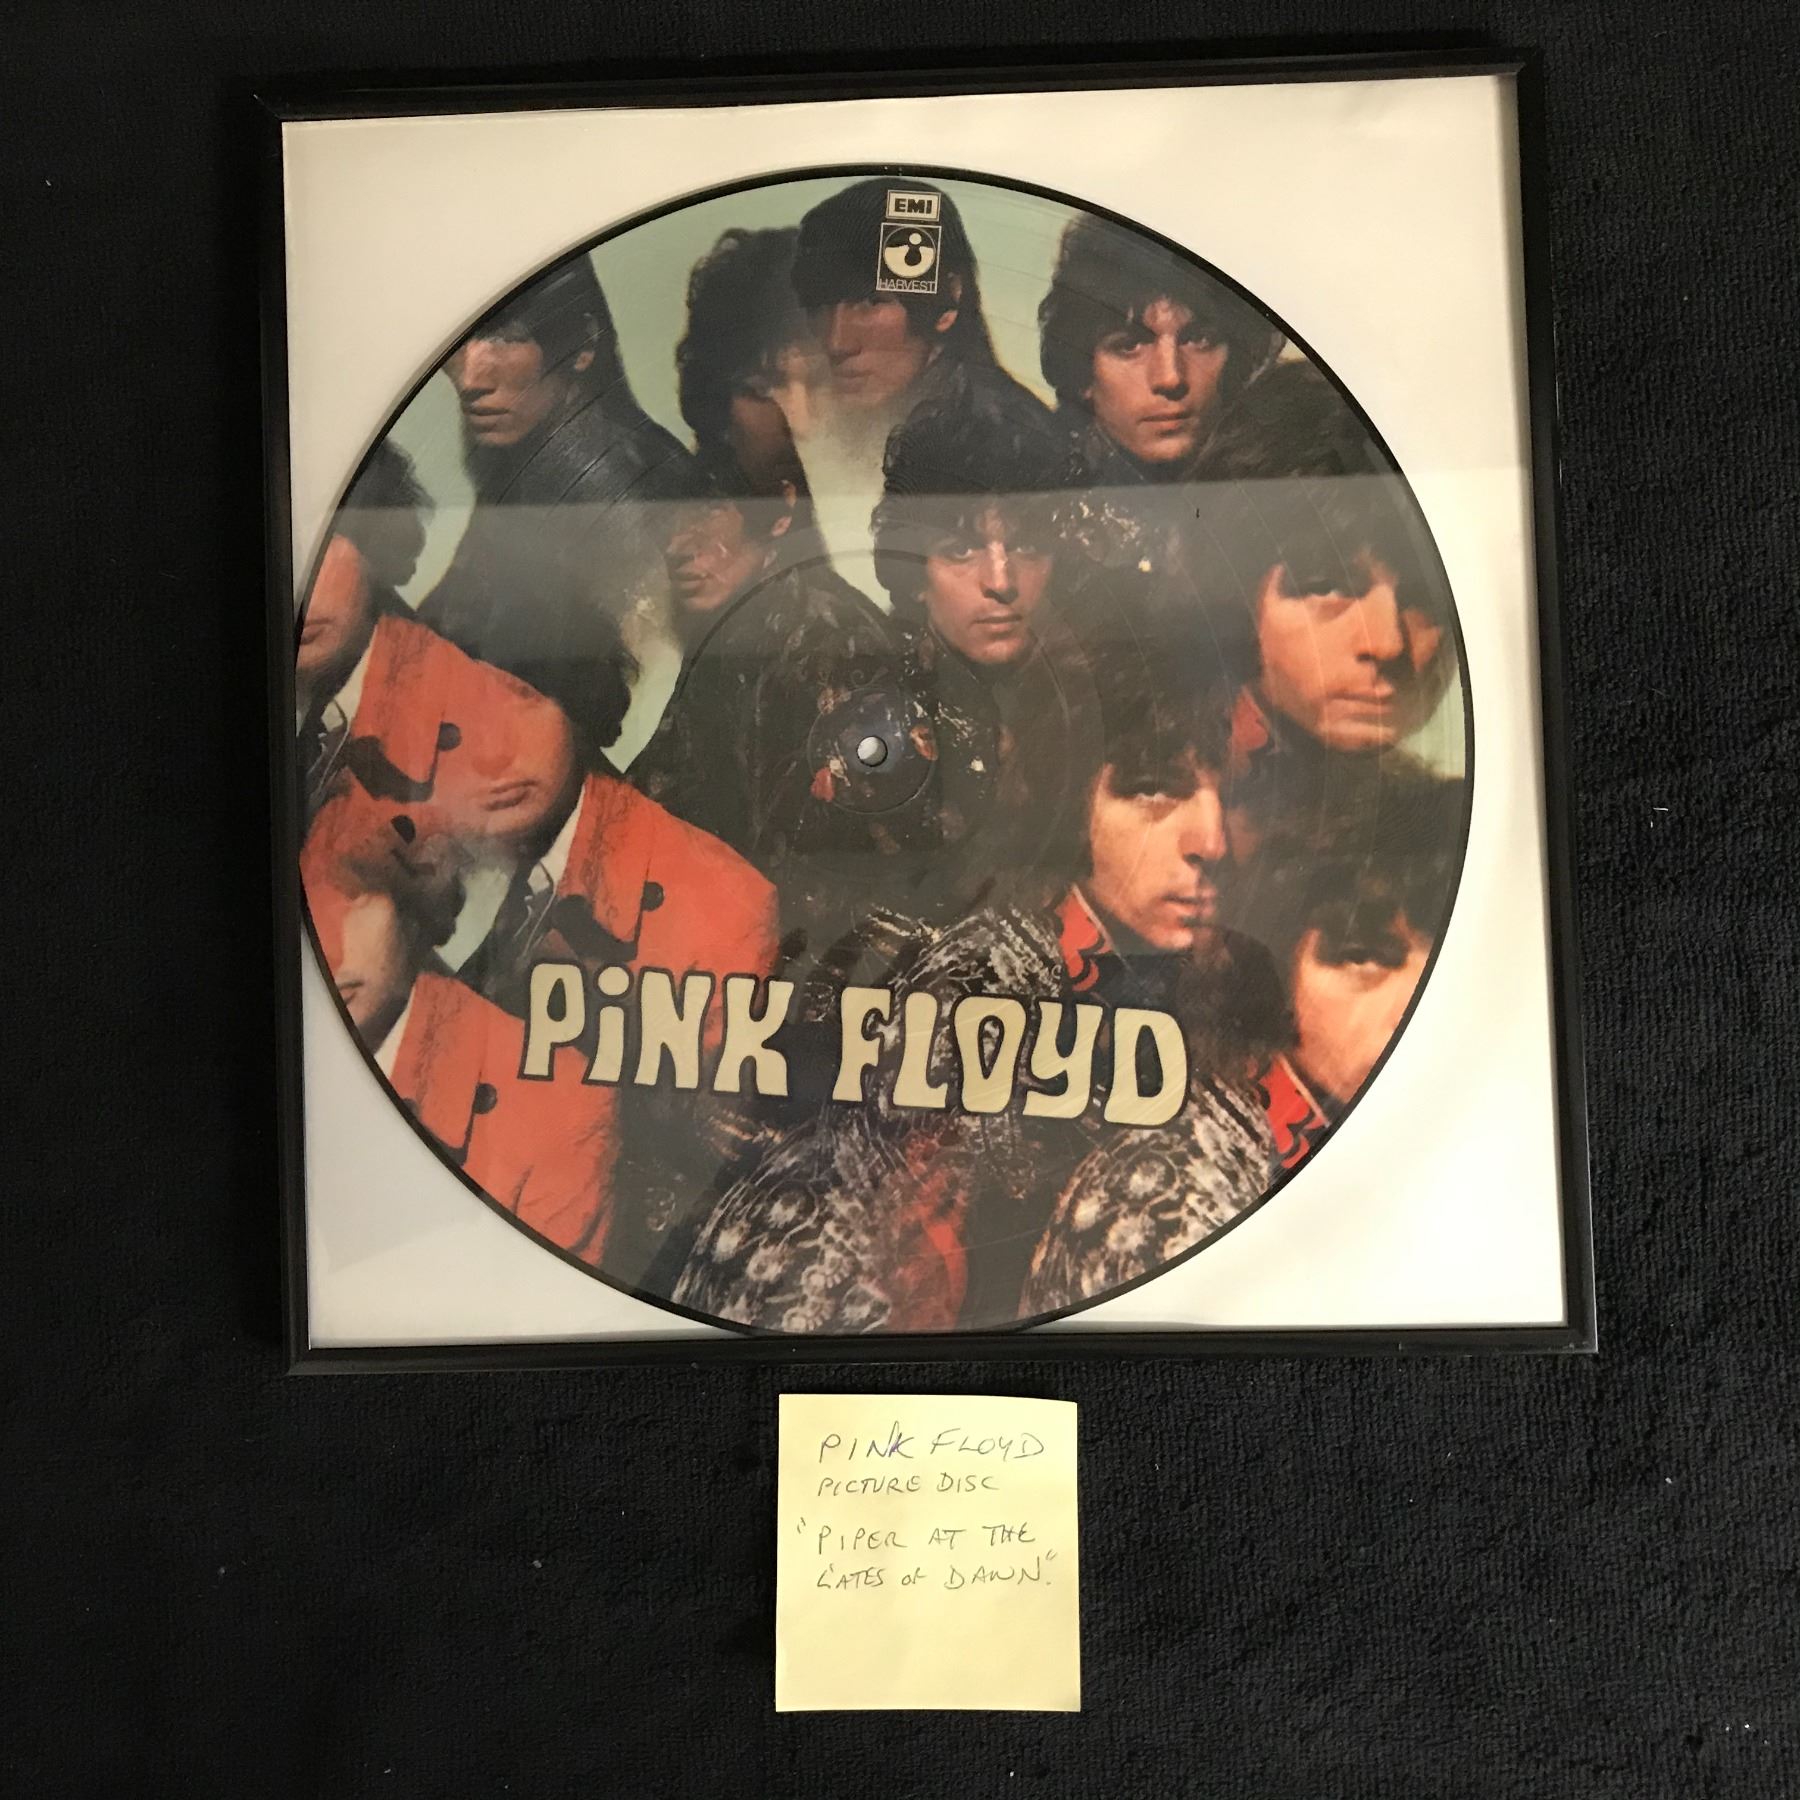 EMI
HARVEST
PiNK FLOYD
PINK FLOYD
PICTURE DISC
"PIPER AT THE
GATES OF DAWN."